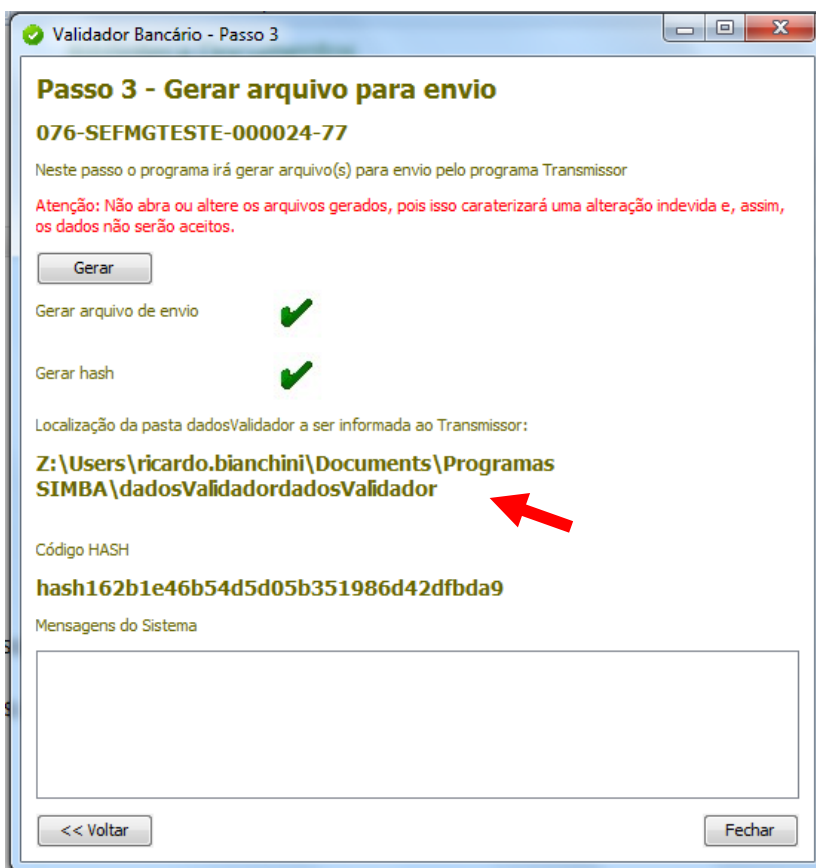 Validador Bancário - Passo 3
Passo 3 - Gerar arquivo para envio
076-SEFMGTESTE-000024-77
Neste passo o programa irá gerar arquivo(s) para envio pelo programa Transmissor
Atenção: Não abra ou altere os arquivos gerados, pois isso caraterizará uma alteração indevida e, assim,
os dados não serão aceitos.
Gerar
Gerar arquivo de envio
Gerar hash
Localização da pasta dadosValidador a ser informada ao Transmissor:
Z:\Users\ricardo.bianchini\Documents\Programas
SIMBA\dadosValidadordadosValidador
Código HASH
hash162b1e46b54d5d05b351986d42dfbda9
Mensagens do Sistema
<< Voltar
Fechar